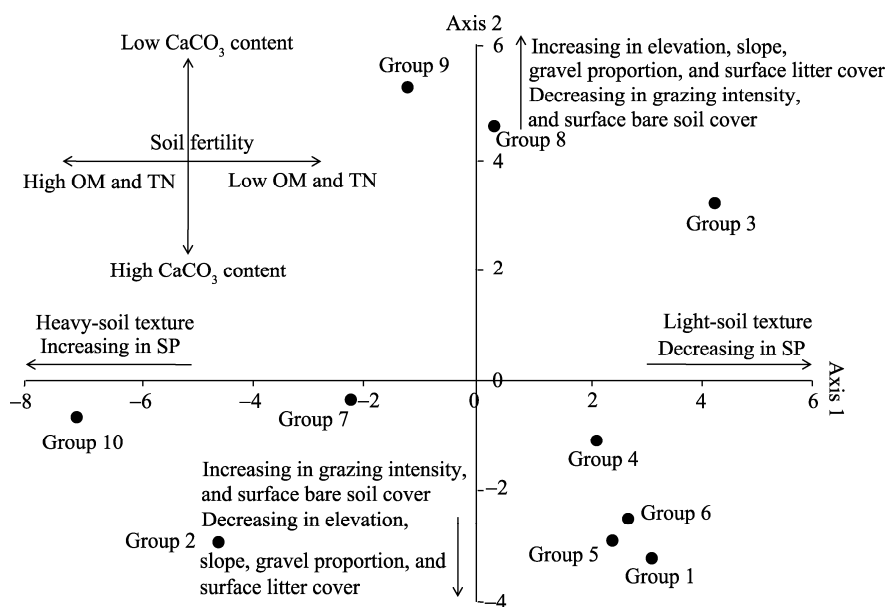 Axis 2
Low CaCO₃ content
6
Increasing in elevation, slope,
gravel proportion, and surface litter cover
Decreasing in grazing intensity,
and surface bare soil cover
Group 9
Group 8
Soil fertility
4
High OM and TN
Low OM and TN
Group 3
High CaCO₃ content
2
Heavy-soil texture
Increasing in SP
Light-soil texture
Decreasing in SP
0
Axis 1
−8
−6
−4
−2
0
2
4
6
Group 7
Group 10
Group 4
Increasing in grazing intensity,
and surface bare soil cover
Decreasing in elevation,
slope, gravel proportion, and
surface litter cover
−2
Group 6
Group 2
Group 5
Group 1
−4